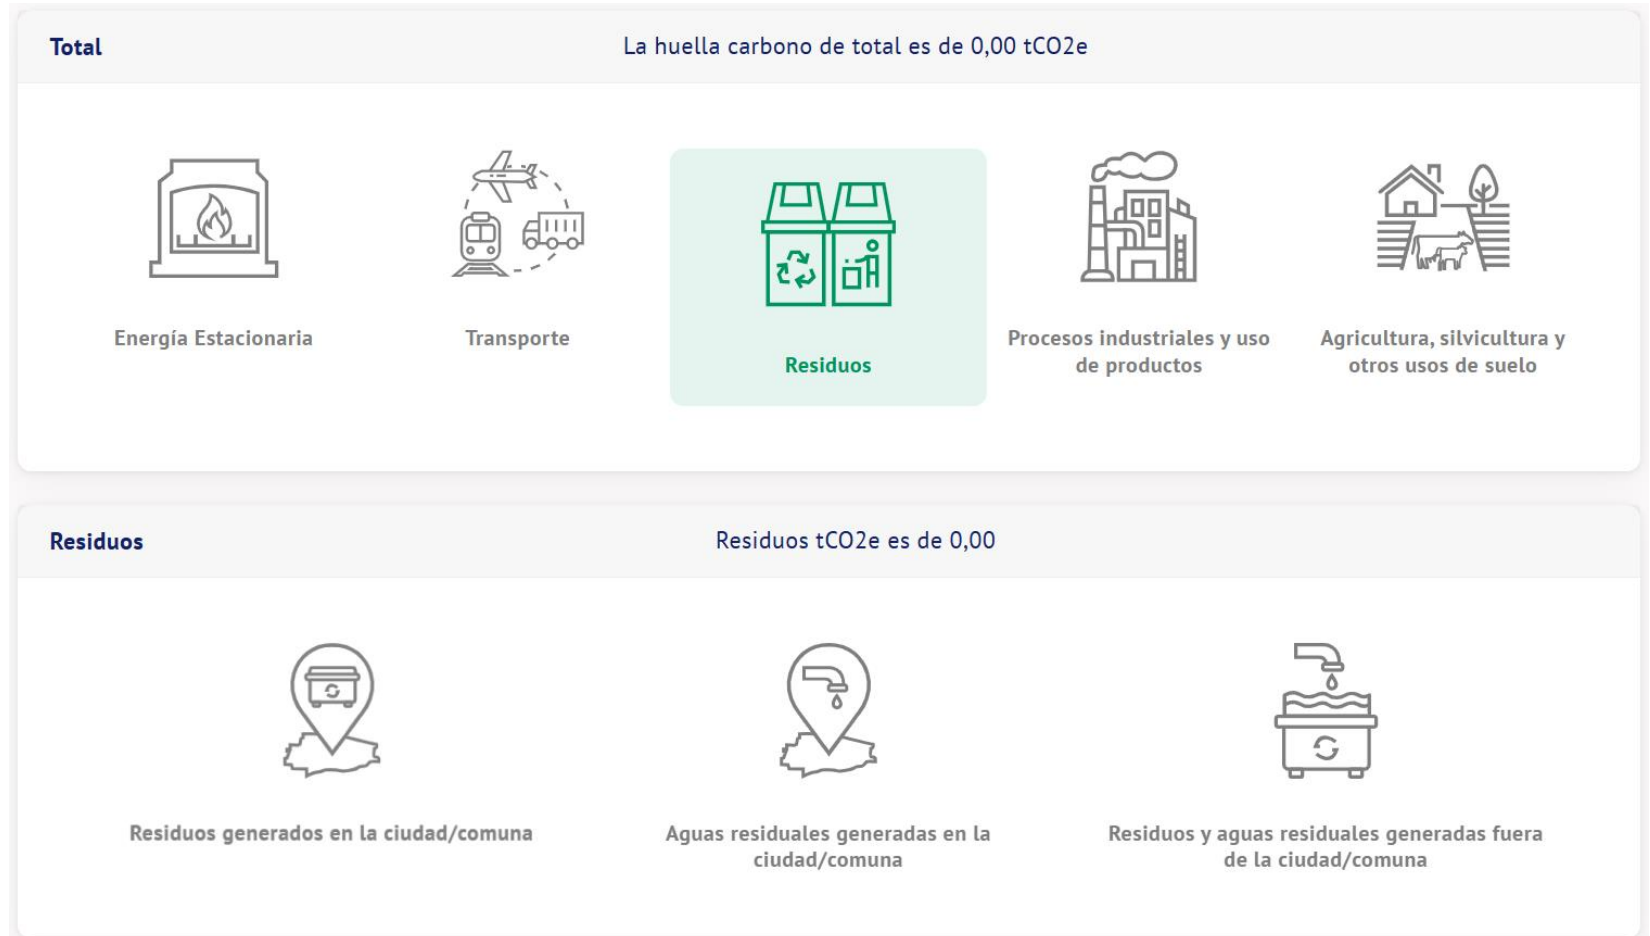 Total
La huella carbono de total es de 0,00 tCO2e
Energía Estacionaria
Transporte
Residuos
Procesos industriales y uso
de productos
Agricultura, silvicultura y
otros usos de suelo
Residuos
Residuos tCO2e es de 0,00
Residuos generados en la ciudad/comuna
Aguas residuales generadas en la
ciudad/comuna
Residuos y aguas residuales generadas fuera
de la ciudad/comuna